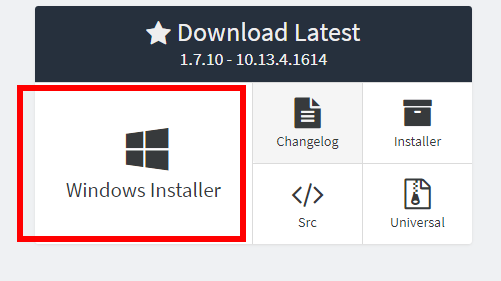 Download Latest
1.7.10 - 10.13.4.1614
Windows Installer
Changelog
Installer
Src
Universal